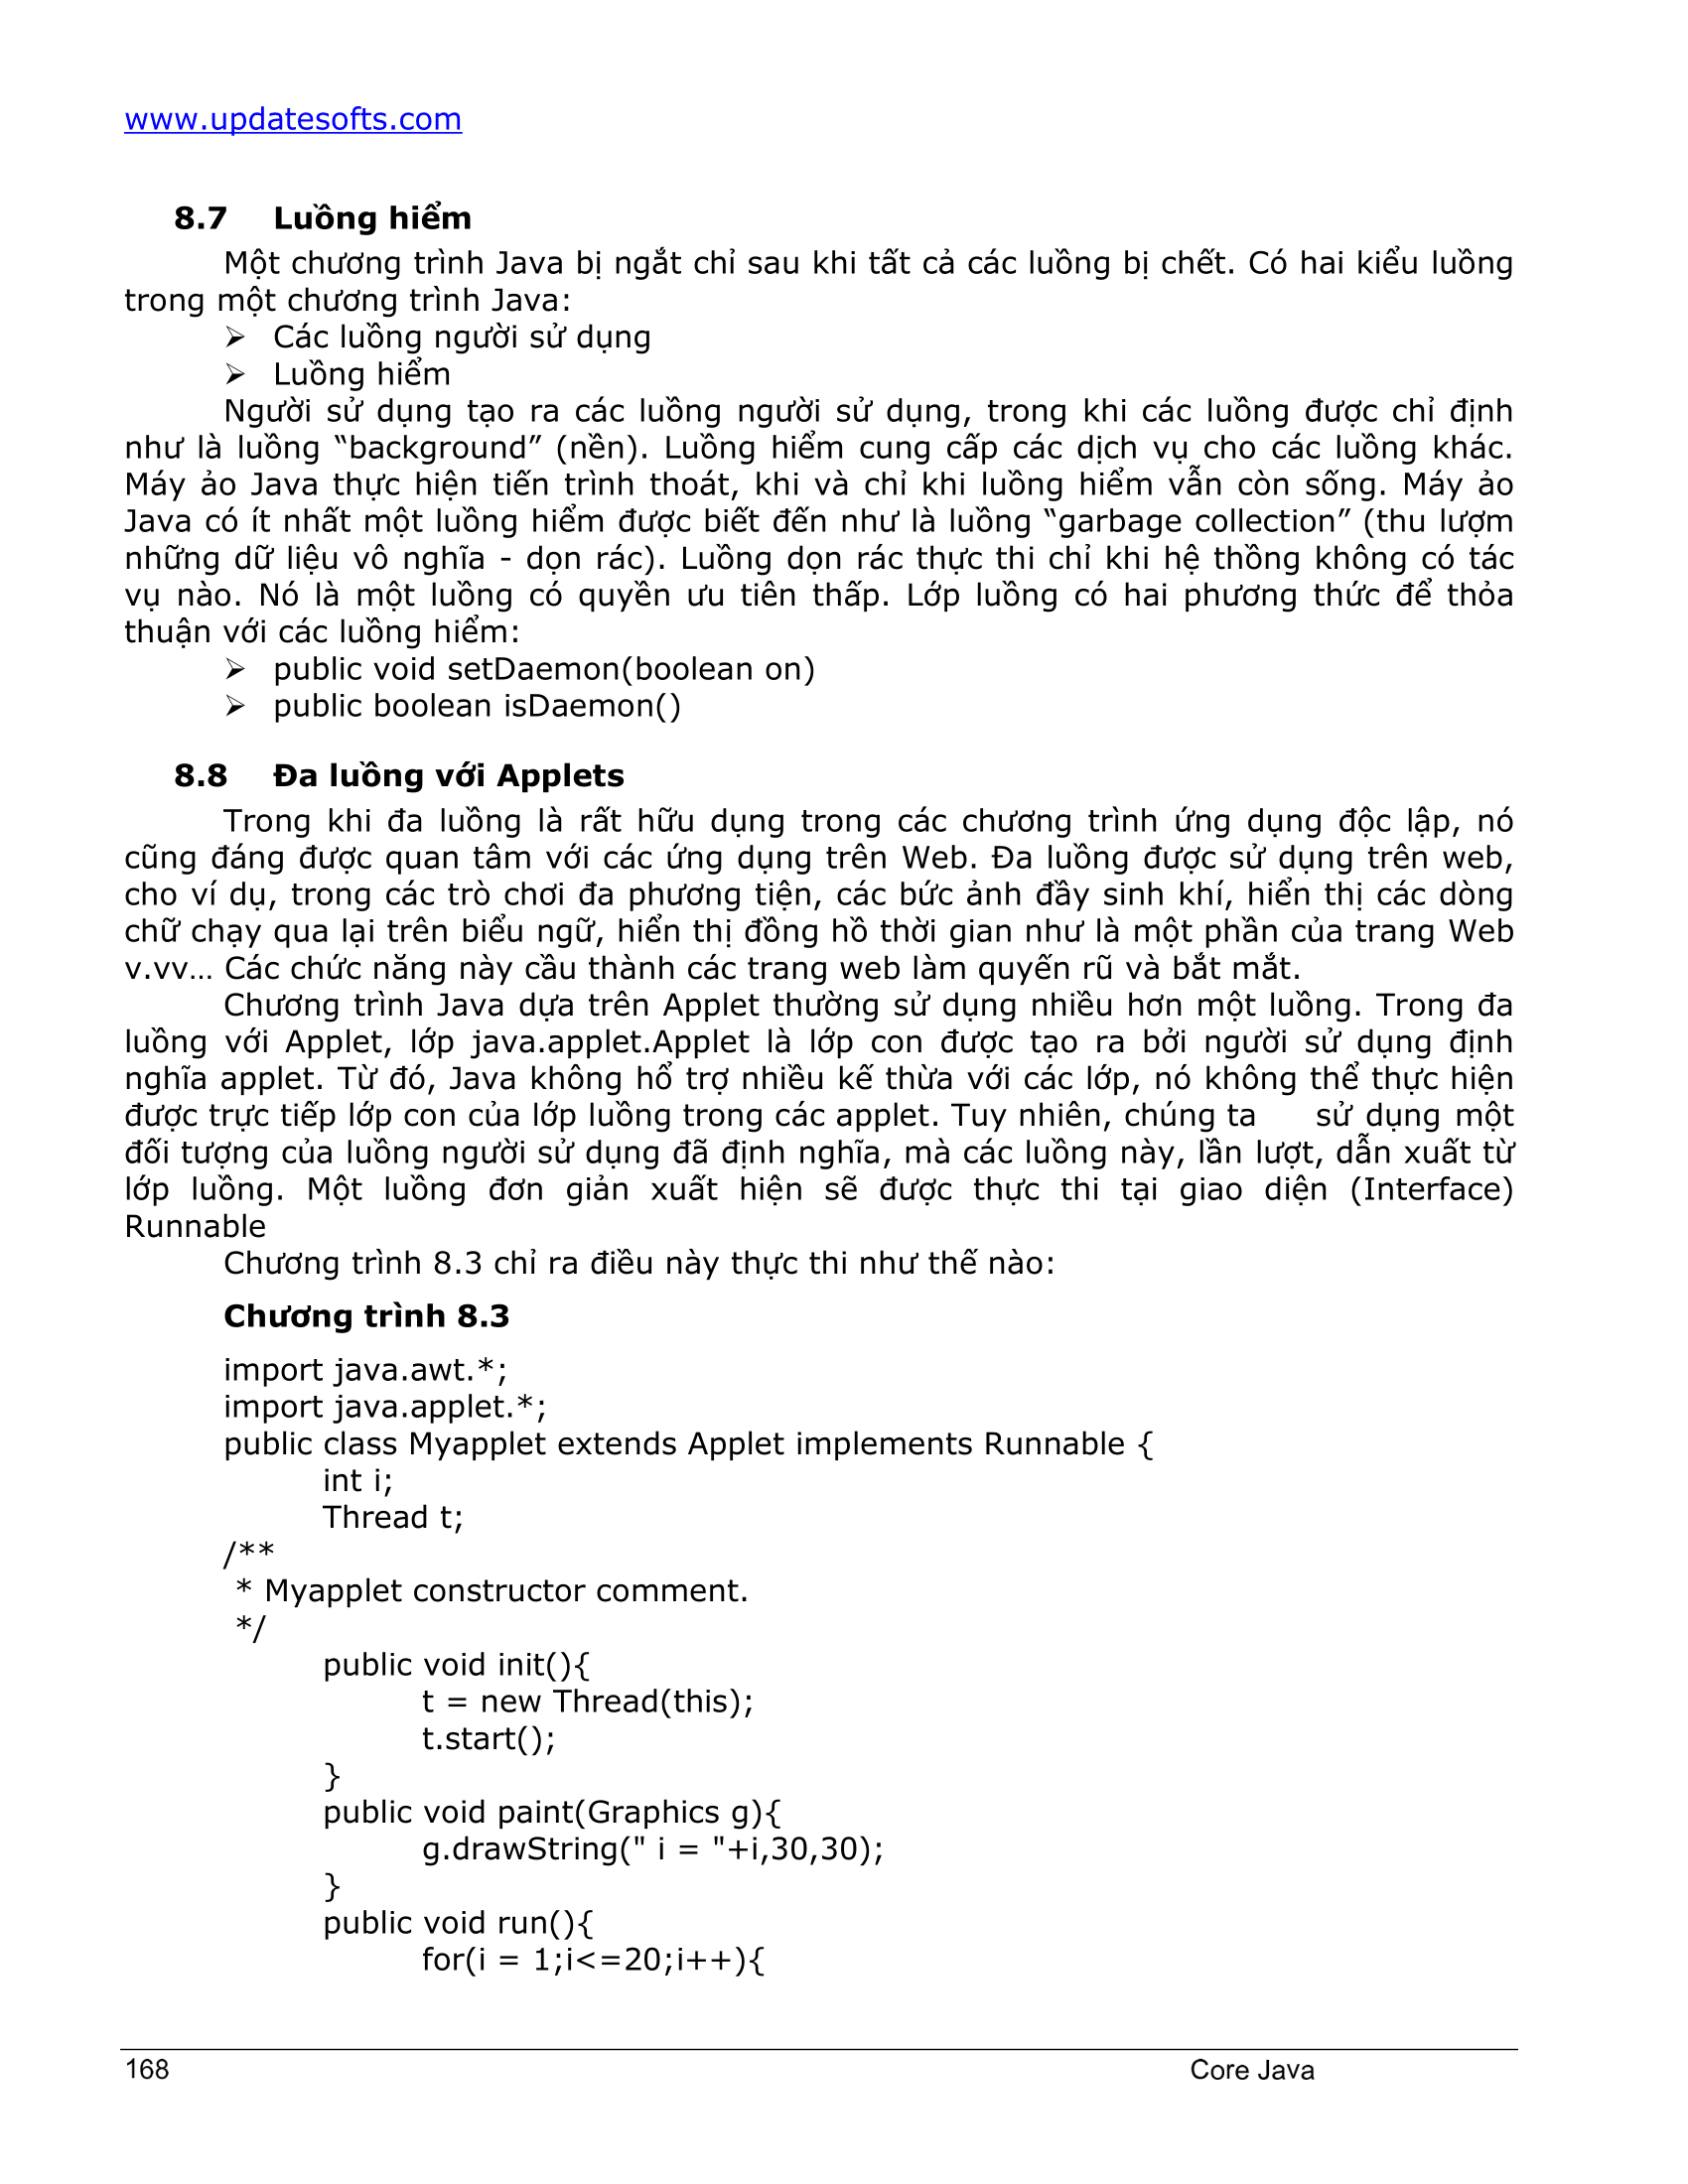 www.updatesofts.com
8.7 Luồng hiểm
Một chương trình Java bị ngắt chỉ sau khi tất cả các luồng bị chết. Có hai kiểu luồng
trong một chương trình Java:
➢ Các luồng người sử dụng
➢ Luồng hiểm
Người sử dụng tạo ra các luồng người sử dụng, trong khi các luồng được chỉ định
như là luồng “background” (nền). Luồng hiểm cung cấp các dịch vụ cho các luồng khác.
Máy ảo Java thực hiện tiến trình thoát, khi và chỉ khi luồng hiểm vẫn còn sống. Máy ảo
Java có ít nhất một luồng hiểm được biết đến như là luồng “garbage collection” (thu lượm
những dữ liệu vô nghĩa - dọn rác). Luồng dọn rác thực thi chỉ khi hệ thồng không có tác
vụ nào. Nó là một luồng có quyền ưu tiên thấp. Lớp luồng có hai phương thức để thỏa
thuận với các luồng hiểm:
➢ public void setDaemon(boolean on)
➢ public boolean isDaemon()
8.8 Đa luồng với Applets
Trong khi đa luồng là rất hữu dụng trong các chương trình ứng dụng độc lập, nó
cũng đáng được quan tâm với các ứng dụng trên Web. Đa luồng được sử dụng trên web,
cho ví dụ, trong các trò chơi đa phương tiện, các bức ảnh đầy sinh khí, hiển thị các dòng
chữ chạy qua lại trên biểu ngữ, hiển thị đồng hồ thời gian như là một phần của trang Web
v.vv… Các chức năng này cầu thành các trang web làm quyến rũ và bắt mắt.
Chương trình Java dựa trên Applet thường sử dụng nhiều hơn một luồng. Trong đa
luồng với Applet, lớp java.applet.Applet là lớp con được tạo ra bởi người sử dụng định
nghĩa applet. Từ đó, Java không hổ trợ nhiều kế thừa với các lớp, nó không thể thực hiện
được trực tiếp lớp con của lớp luồng trong các applet. Tuy nhiên, chúng ta sử dụng một
đối tượng của luồng người sử dụng đã định nghĩa, mà các luồng này, lần lượt, dẫn xuất từ
lớp luồng. Một luồng đơn giản xuất hiện sẽ được thực thi tại giao diện (Interface)
Runnable
Chương trình 8.3 chỉ ra điều này thực thi như thế nào:
Chương trình 8.3
import java.awt.*;
import java.applet.*;
public class Myapplet extends Applet implements Runnable {
int i;
Thread t;
/**
* Myapplet constructor comment.
*/
public void init(){
t = new Thread(this);
t.start();
}
public void paint(Graphics g){
g.drawString(" i = "+i,30,30);
}
public void run(){
for(i = 1;i<=20;i++){
168 Core Java